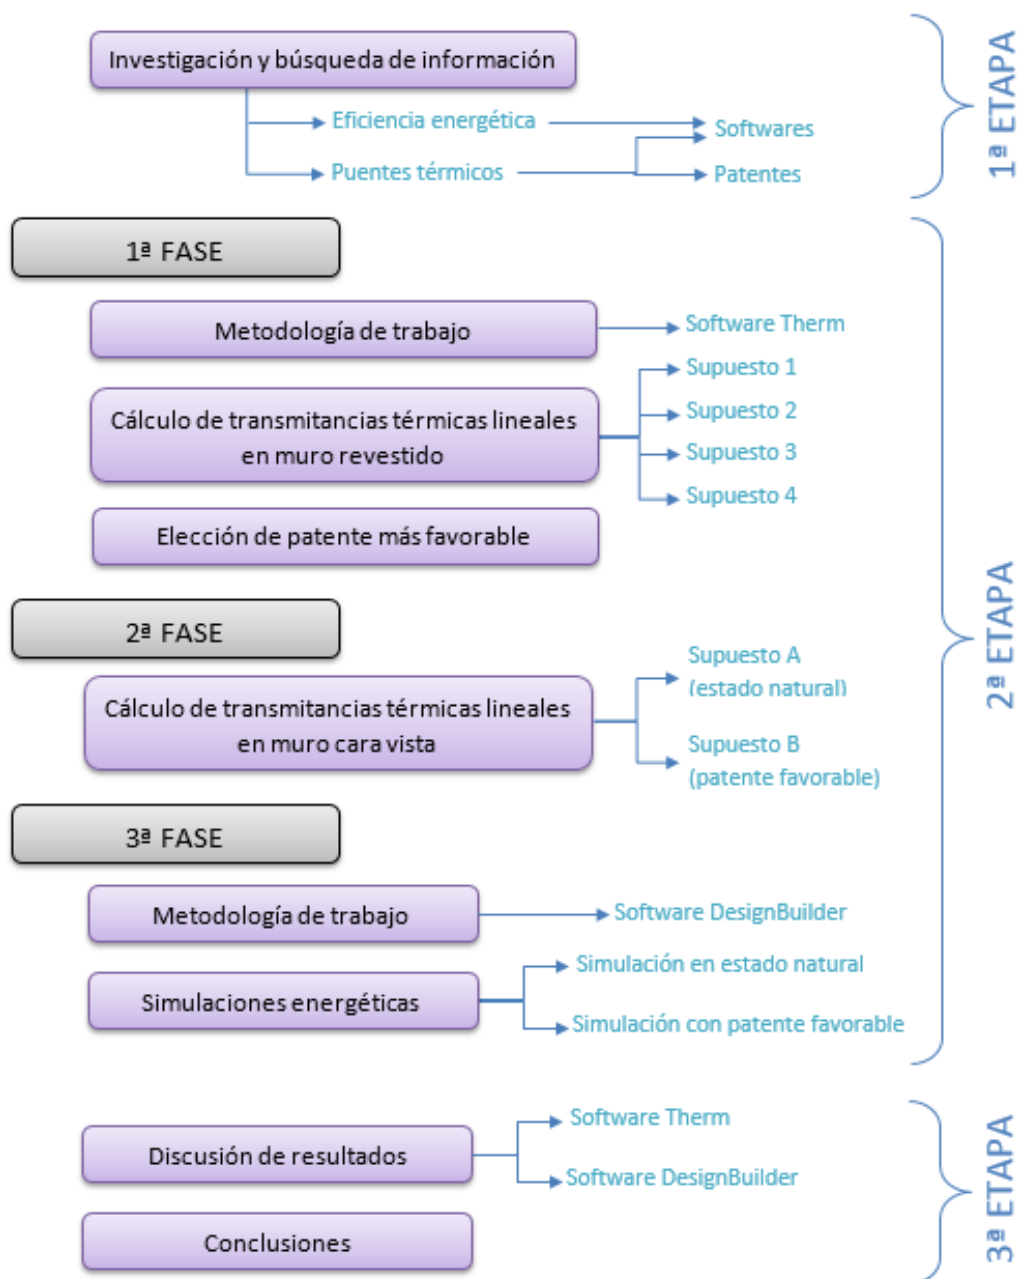 Investigación y búsqueda de información
Eficiencia energética
Softwares
Puentes térmicos
Patentes
1ª ETAPA
1ª FASE
Metodología de trabajo
Software Therm
Cálculo de transmitancias térmicas lineales
en muro revestido
Supuesto 1
Supuesto 2
Supuesto 3
Supuesto 4
Elección de patente más favorable
2ª FASE
Cálculo de transmitancias térmicas lineales
en muro cara vista
Supuesto A
(estado natural)
Supuesto B
(patente favorable)
2ª ETAPA
3ª FASE
Metodología de trabajo
Software DesignBuilder
Simulaciones energéticas
Simulación en estado natural
Simulación con patente favorable
Discusión de resultados
Software Therm
Software DesignBuilder
Conclusiones
3ª ETAPA